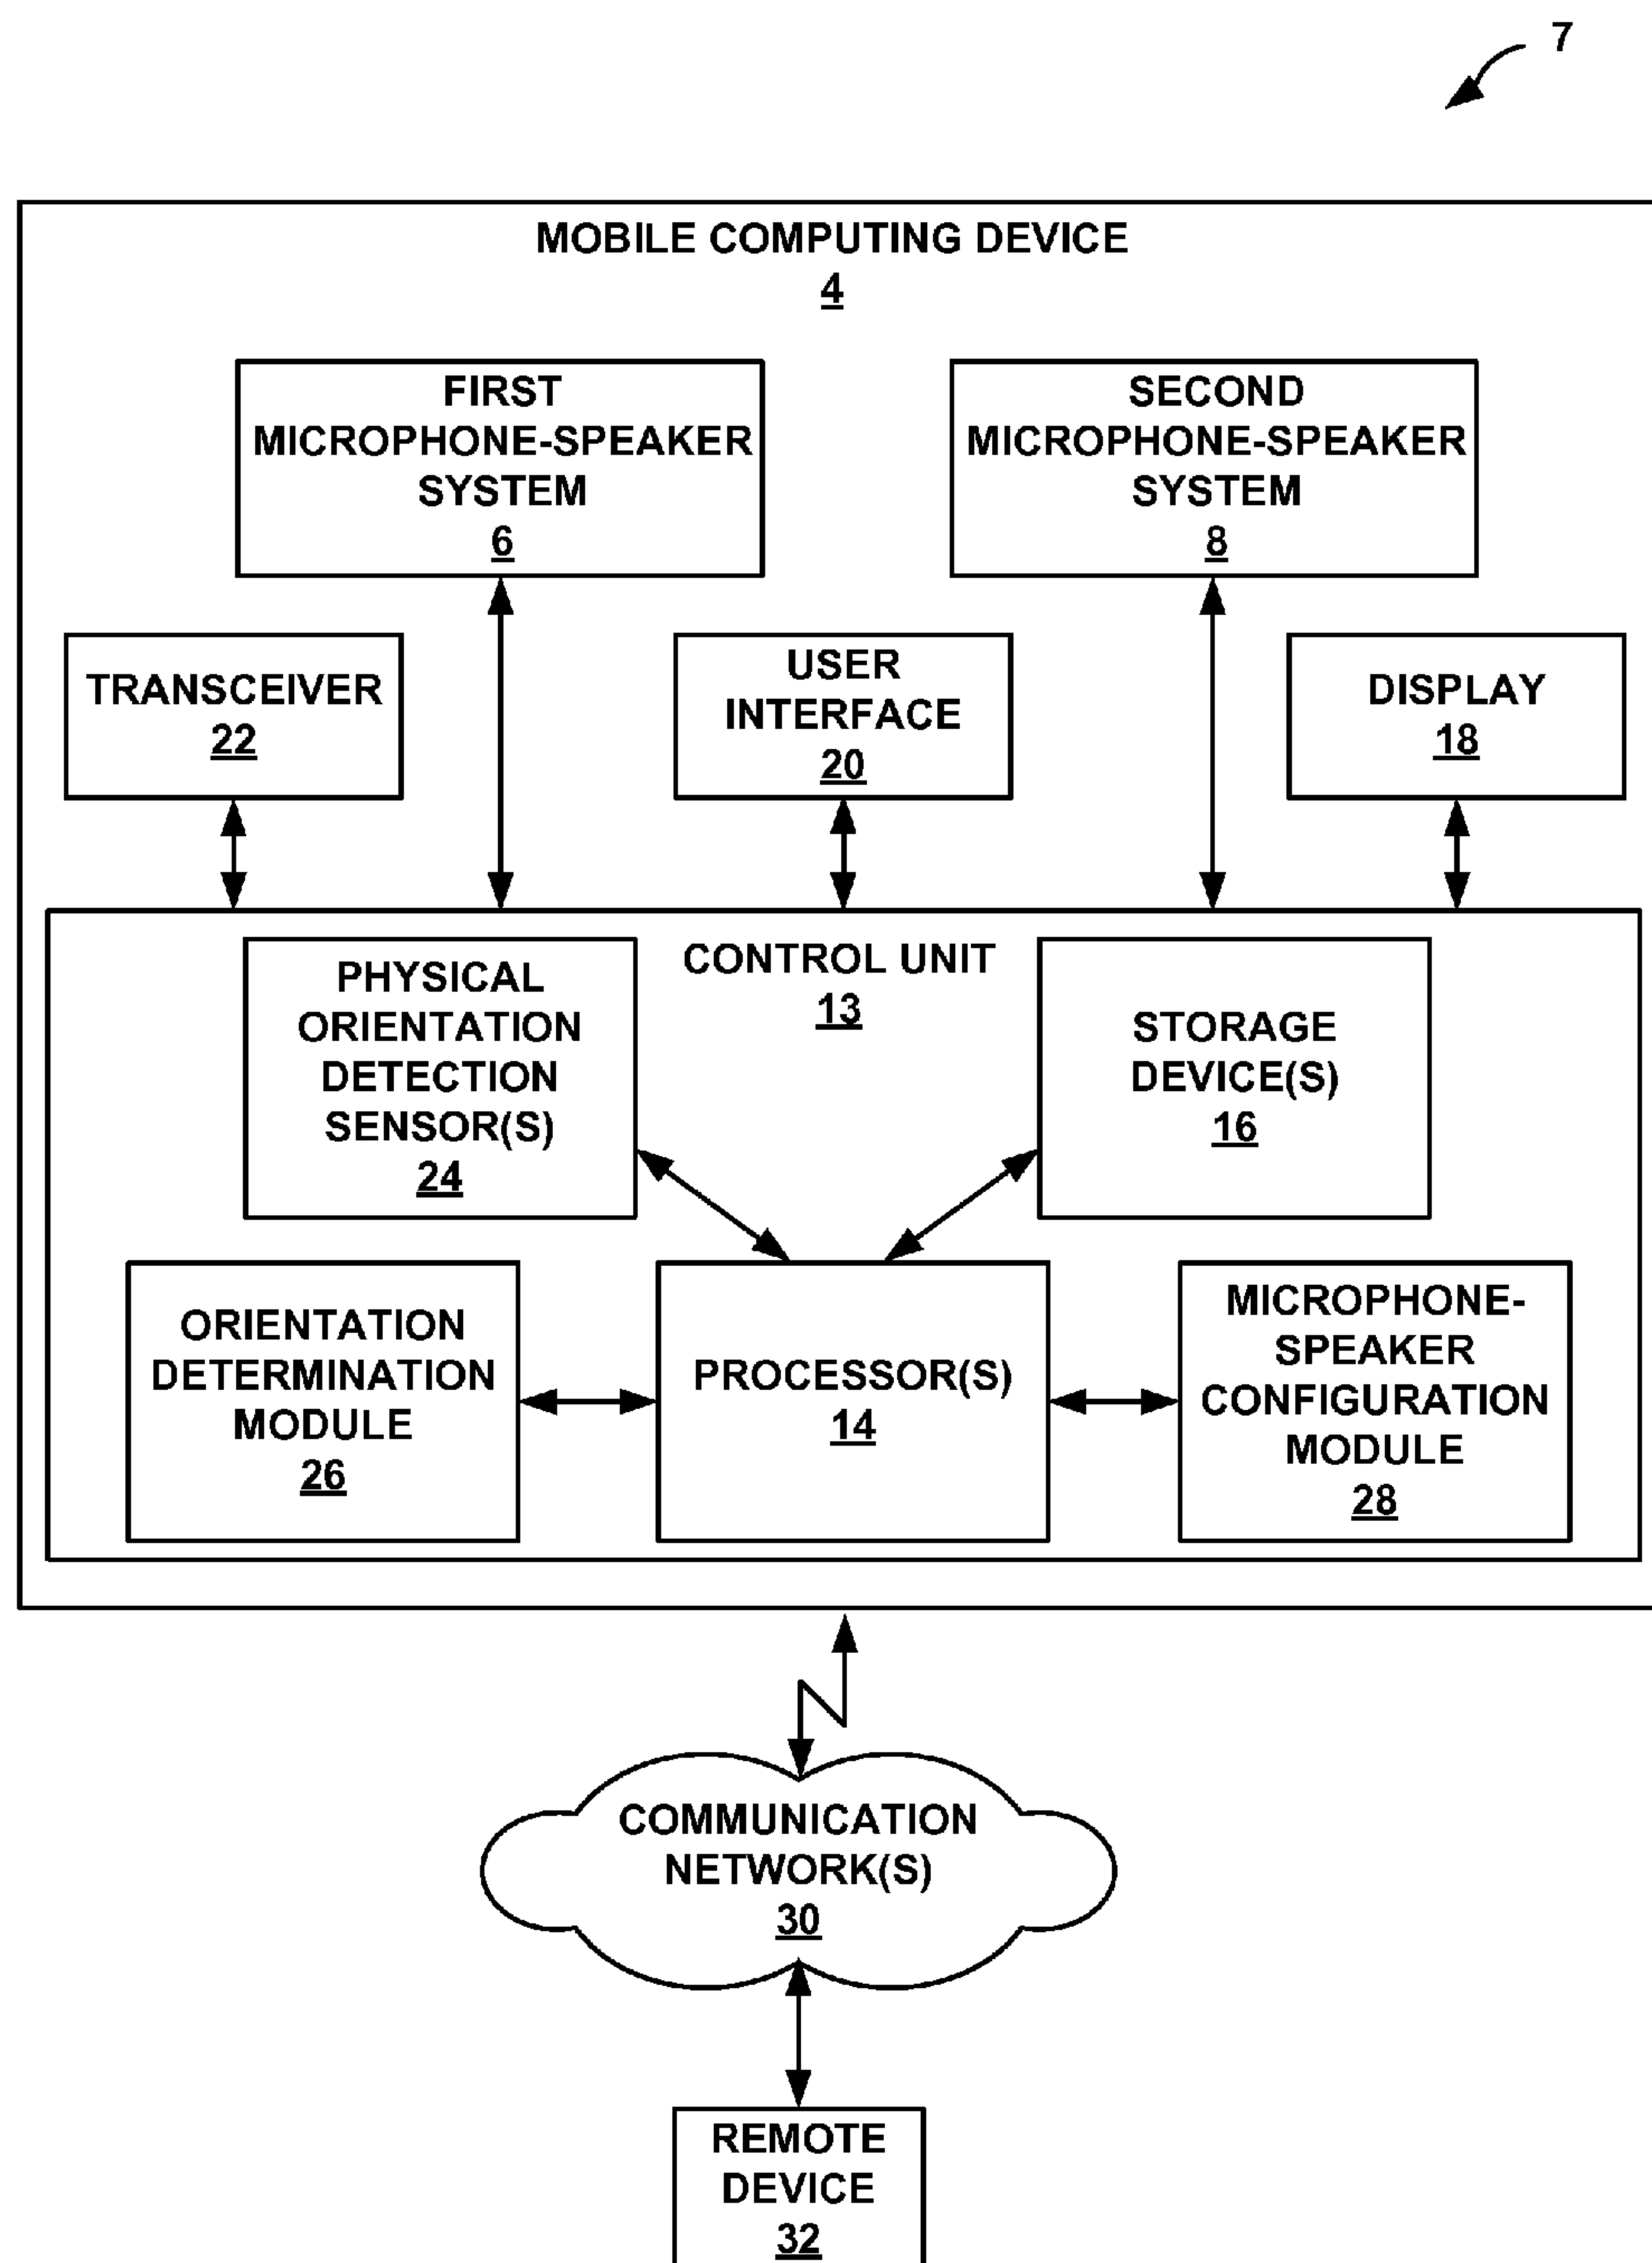 7
MOBILE COMPUTING DEVICE
4
FIRST
MICROPHONE-SPEAKER
SYSTEM
6
SECOND
MICROPHONE-SPEAKER
SYSTEM
8
TRANSCEIVER
22
USER
INTERFACE
20
DISPLAY
18
CONTROL UNIT
13
PHYSICAL
ORIENTATION
DETECTION
SENSOR(S)
24
STORAGE
DEVICE(S)
16
ORIENTATION
DETERMINATION
MODULE
26
PROCESSOR(S)
14
MICROPHONE-
SPEAKER
CONFIGURATION
MODULE
28
COMMUNICATION
NETWORK(S)
30
REMOTE
DEVICE
32